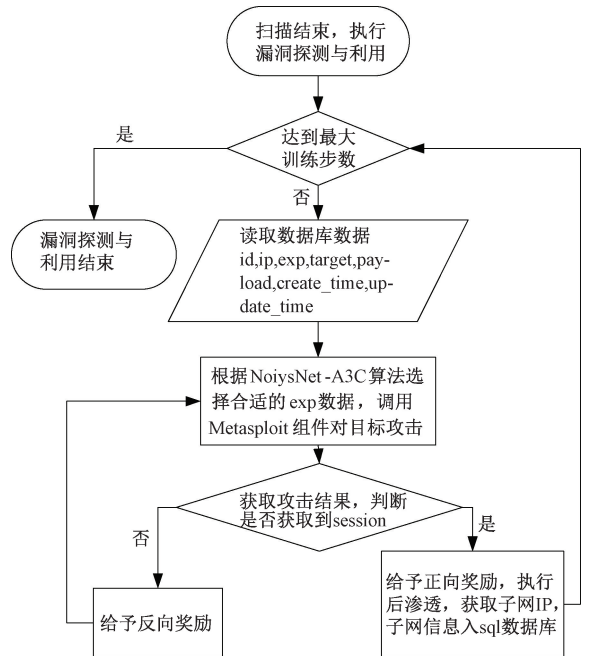 扫描结束，执行
漏洞探测与利用
达到最大
训练步数
是
否
漏洞探测与
利用结束
读取数据库数据
id,ip,exp,target,pay-
load,create_time,up-
date_time
根据NoiysNet-A3C算法选
择合适的exp数据，调用
Metasploit组件对目标攻击
获取攻击结果，判断
是否获取到session
否
是
给予反向奖励
给予正向奖励，执行
后渗透，获取子网IP，
子网信息入sql数据库